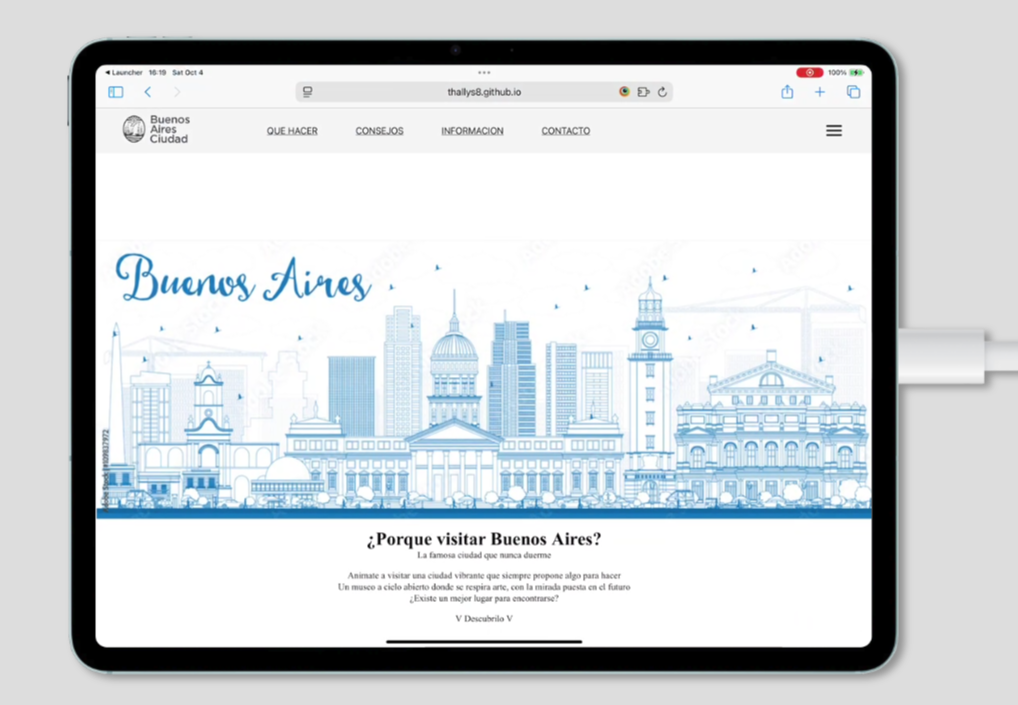 Launcher 16:19 Sat Oct 4
100%
thallys8.github.io
Buenos
Aires
Ciudad
QUE HACER CONSEJOS INFORMACION CONTACTO
Buenos Aires
¿Porque visitar Buenos Aires?
La famosa ciudad que nunca duerme
Animate a visitar una ciudad vibrante que siempre propone algo para hacer
Un museo a cielo abierto donde se respira arte, con la mirada puesta en el futuro
¿Existe un mejor lugar para encontrarse?
V Descubrilo V